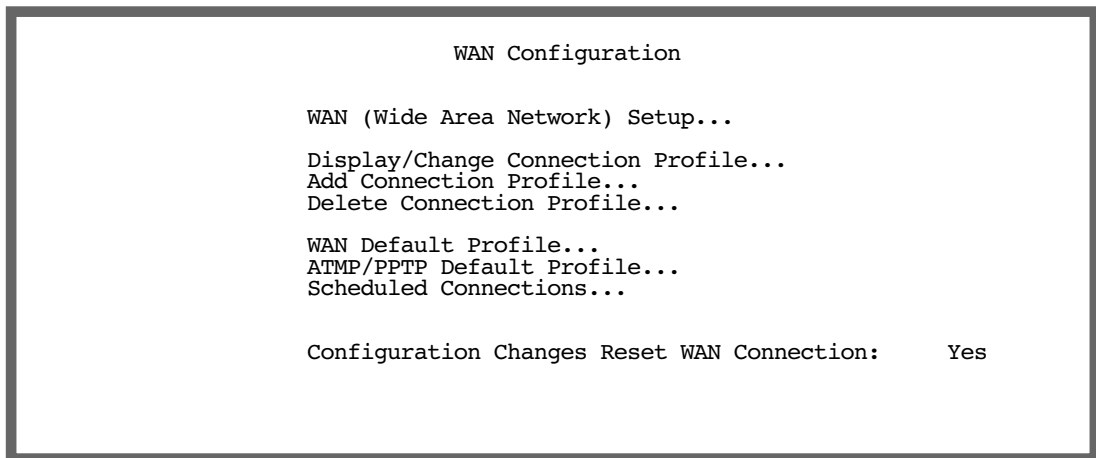 WAN Configuration
WAN (Wide Area Network) Setup...
Display/Change Connection Profile...
Add Connection Profile...
Delete Connection Profile...
WAN Default Profile...
ATMP/PPTP Default Profile...
Scheduled Connections...
Configuration Changes Reset WAN Connection: Yes